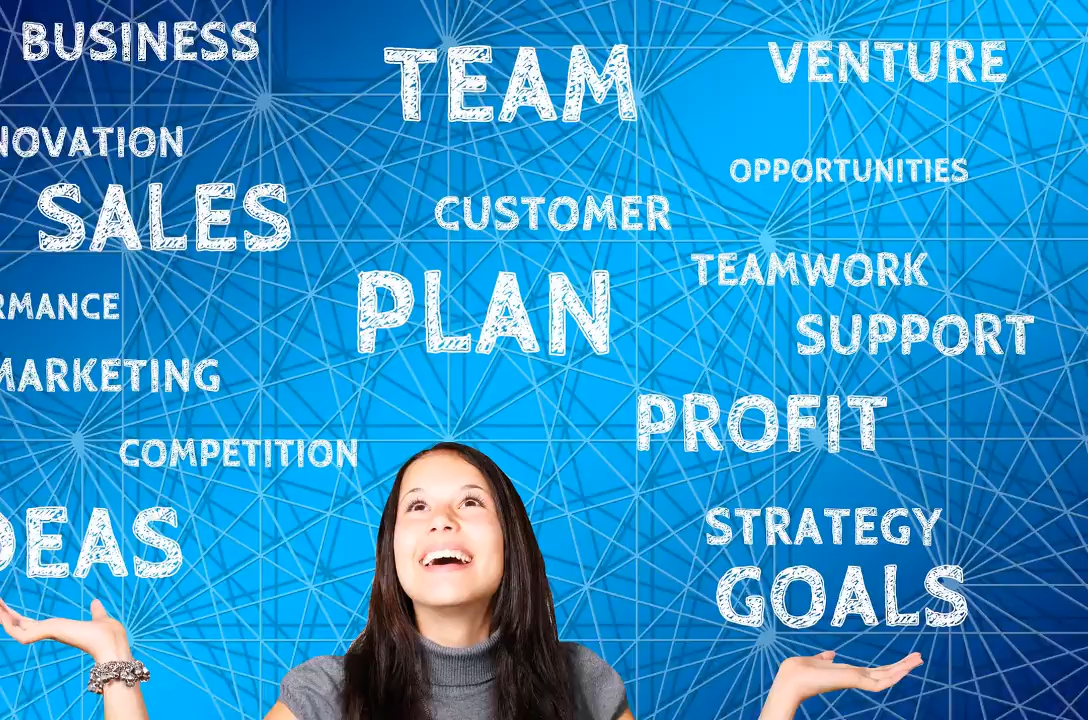 BUSINESS
TEAM
VENTURE
NOVATION
OPPORTUNITIES
SALES
CUSTOMER
TEAMWORK
RMANCE
PLAN
SUPPORT
MARKETING
PROFIT
COMPETITION
STRATEGY
DEAS
GOALS